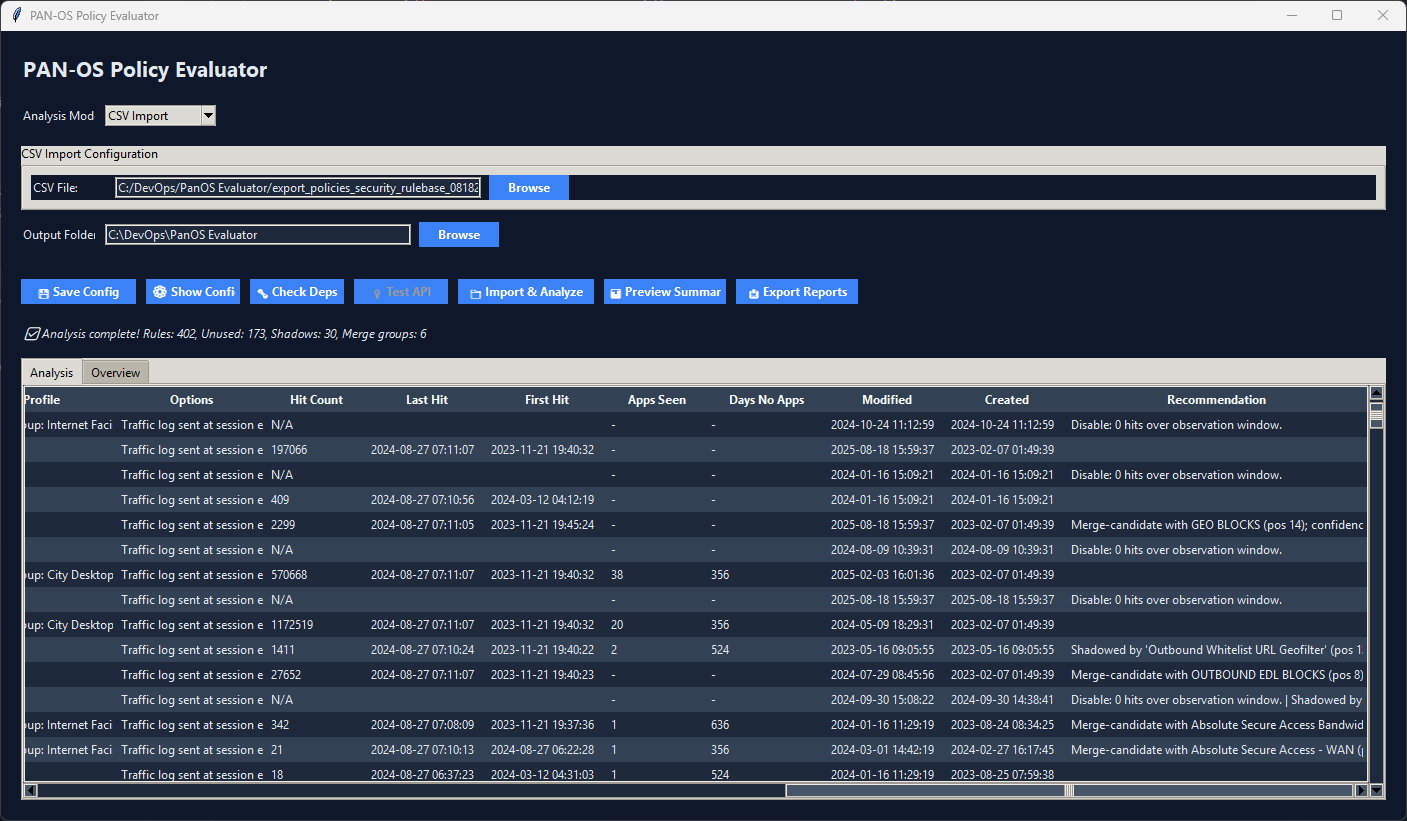 PAN-OS Policy Evaluator
PAN-OS Policy Evaluator
Analysis Mod CSV Import
CSV Import Configuration
CSV File: C:/DevOps/PanOS Evaluator/export_policies_security_rulebase_08182 Browse
Output Folder C:\DevOps\PanOS Evaluator Browse
Save Config Show Confi Check Deps Test API Import & Analyze Preview Summar Export Reports
Analysis complete! Rules: 402, Unused: 173, Shadows: 30, Merge groups: 6
Analysis Overview
Profile Options Hit Count Last Hit First Hit Apps Seen Days No Apps Modified Created Recommendation
oup: Internet Faci Traffic log sent at session e N/A - - 2024-10-24 11:12:59 2024-10-24 11:12:59 Disable: 0 hits over observation window.
Traffic log sent at session e 197066 2024-08-27 07:11:07 2023-11-21 19:40:32 - - 2025-08-18 15:59:37 2023-02-07 01:49:39
Traffic log sent at session e N/A - - 2024-01-16 15:09:21 2024-01-16 15:09:21 Disable: 0 hits over observation window.
Traffic log sent at session e 409 2024-08-27 07:10:56 2024-03-12 04:12:19 - - 2024-01-16 15:09:21 2024-01-16 15:09:21
Traffic log sent at session e 2299 2024-08-27 07:11:05 2023-11-21 19:45:24 - - 2025-08-18 15:59:37 2023-02-07 01:49:39 Merge-candidate with GEO BLOCKS (pos 14); confidenc
Traffic log sent at session e N/A - - 2024-08-09 10:39:31 2024-08-09 10:39:31 Disable: 0 hits over observation window.
oup: City Desktop Traffic log sent at session e 570668 2024-08-27 07:11:07 2023-11-21 19:40:32 38 356 2025-02-03 16:01:36 2023-02-07 01:49:39
Traffic log sent at session e N/A - - 2025-08-18 15:59:37 2025-08-18 15:59:37 Disable: 0 hits over observation window.
oup: City Desktop Traffic log sent at session e 1172519 2024-08-27 07:11:07 2023-11-21 19:40:32 20 356 2024-05-09 18:29:31 2023-02-07 01:49:39
Traffic log sent at session e 1411 2024-08-27 07:10:24 2023-11-21 19:40:22 2 524 2023-05-16 09:05:55 2023-05-16 09:05:55 Shadowed by 'Outbound Whitelist URL Geofilter' (pos 1
Traffic log sent at session e 27652 2024-08-27 07:11:07 2023-11-21 19:40:23 - - 2024-07-29 08:45:56 2023-02-07 01:49:39 Merge-candidate with OUTBOUND EDL BLOCKS (pos 8)
Traffic log sent at session e N/A - - 2024-09-30 15:08:22 2024-09-30 14:38:41 Disable: 0 hits over observation window. | Shadowed by
oup: Internet Faci Traffic log sent at session e 342 2024-08-27 07:08:09 2023-11-21 19:37:36 1 636 2024-01-16 11:29:19 2023-08-24 08:34:25 Merge-candidate with Absolute Secure Access Bandwid
oup: Internet Faci Traffic log sent at session e 21 2024-08-27 07:10:13 2024-08-27 06:22:28 1 356 2024-03-01 14:42:19 2024-02-27 16:17:45 Merge-candidate with Absolute Secure Access - WAN (
Traffic log sent at session e 18 2024-08-27 06:37:23 2024-03-12 04:31:03 1 524 2024-01-16 11:29:19 2023-08-25 07:59:38